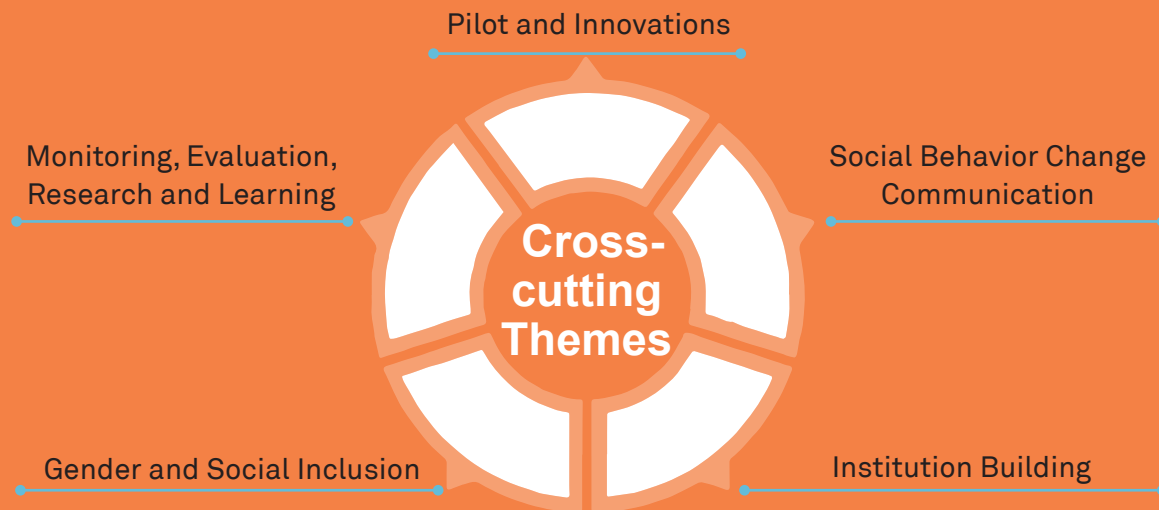 Pilot and Innovations
Monitoring, Evaluation,
Research and Learning
Social Behavior Change
Communication
Cross-
cutting
Themes
Gender and Social Inclusion
Institution Building